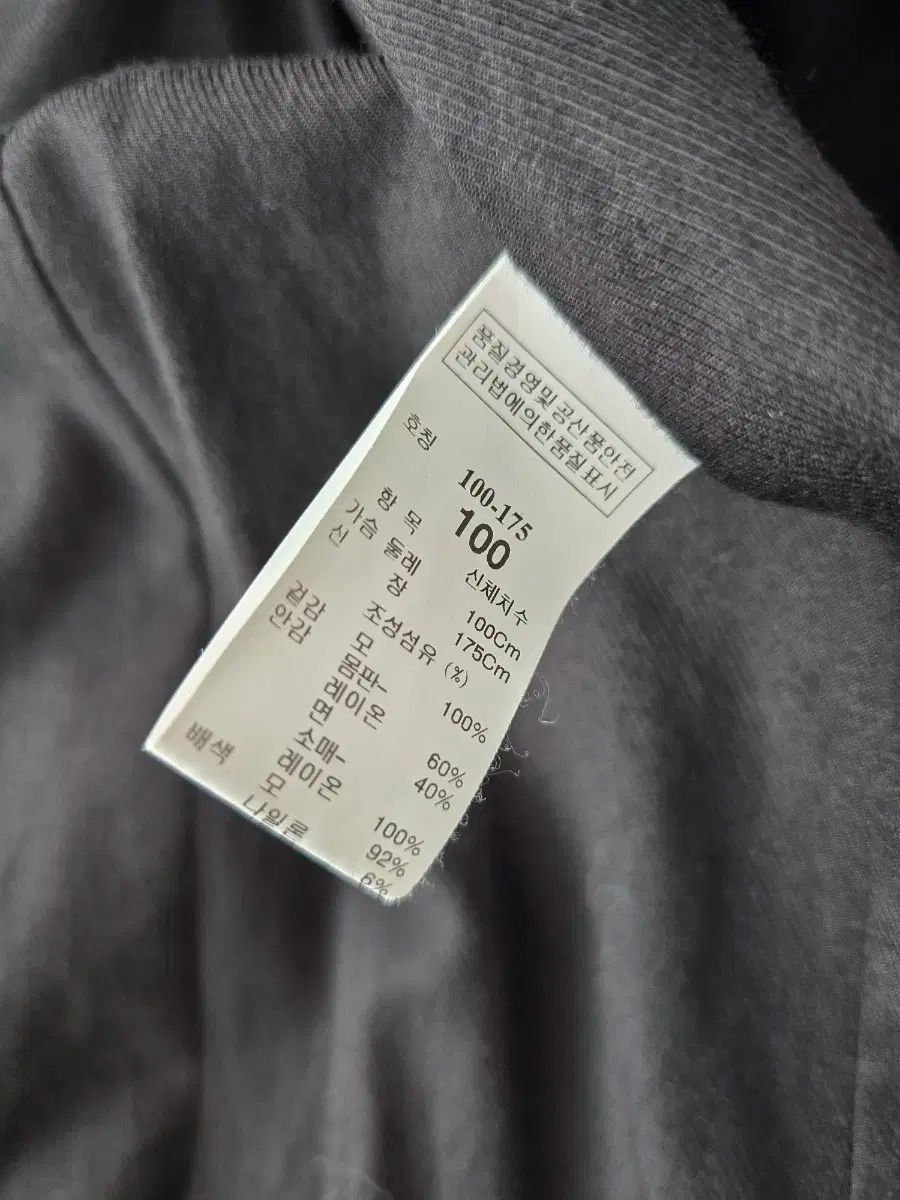 품질경영및공산품안전
관리법에의한품질표시
호칭 100-175
100
항 목 신체치수
가슴 둘레 100Cm
신 장 175Cm
조성섬유 (%)
겉감 모 100%
안감 몸판-
레이온 60%
면 40%
소매-
레이온 100%
배색 모 92%
나일론 6%